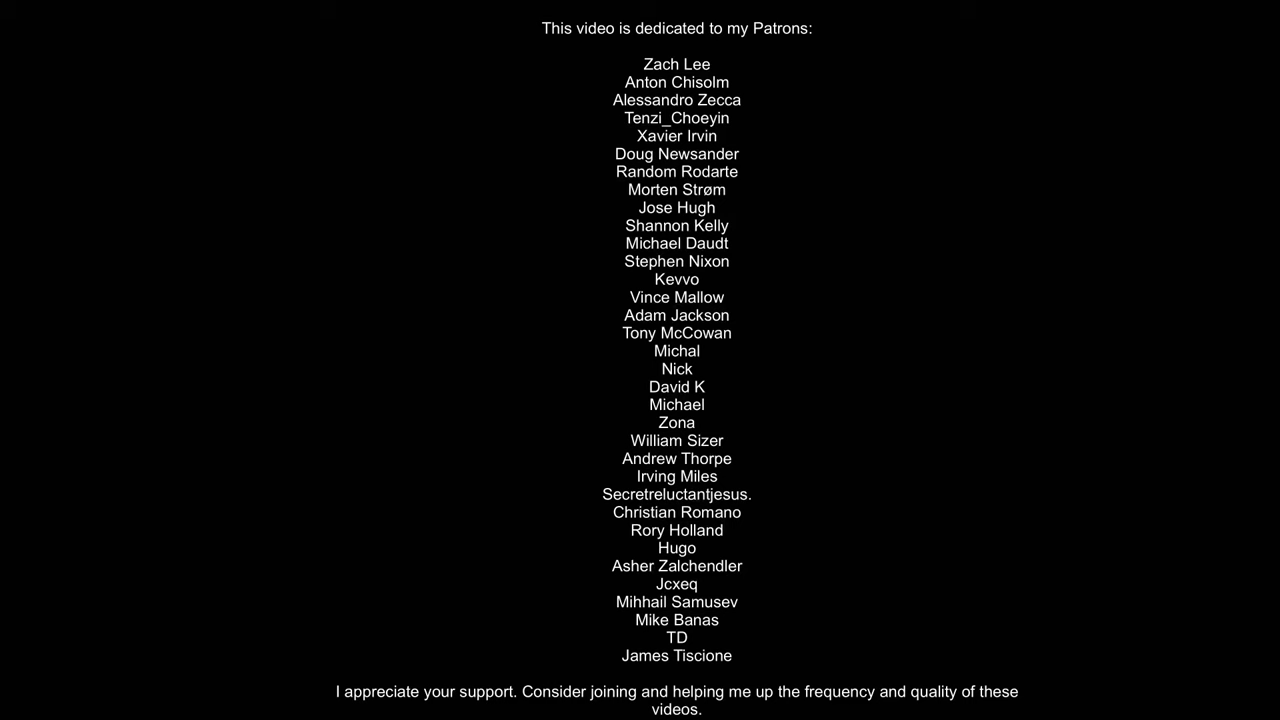 This video is dedicated to my Patrons:
Zach Lee
Anton Chisolm
Alessandro Zecca
Tenzi_Choeyin
Xavier Irvin
Doug Newsander
Random Rodarte
Morten Strøm
Jose Hugh
Shannon Kelly
Michael Daudt
Stephen Nixon
Kevvo
Vince Mallow
Adam Jackson
Tony McCowan
Michal
Nick
David K
Michael
Zona
William Sizer
Andrew Thorpe
Irving Miles
Secretreluctantjesus.
Christian Romano
Rory Holland
Hugo
Asher Zalchendler
Jcxeq
Mihhail Samusev
Mike Banas
TD
James Tiscione
I appreciate your support. Consider joining and helping me up the frequency and quality of these
videos.